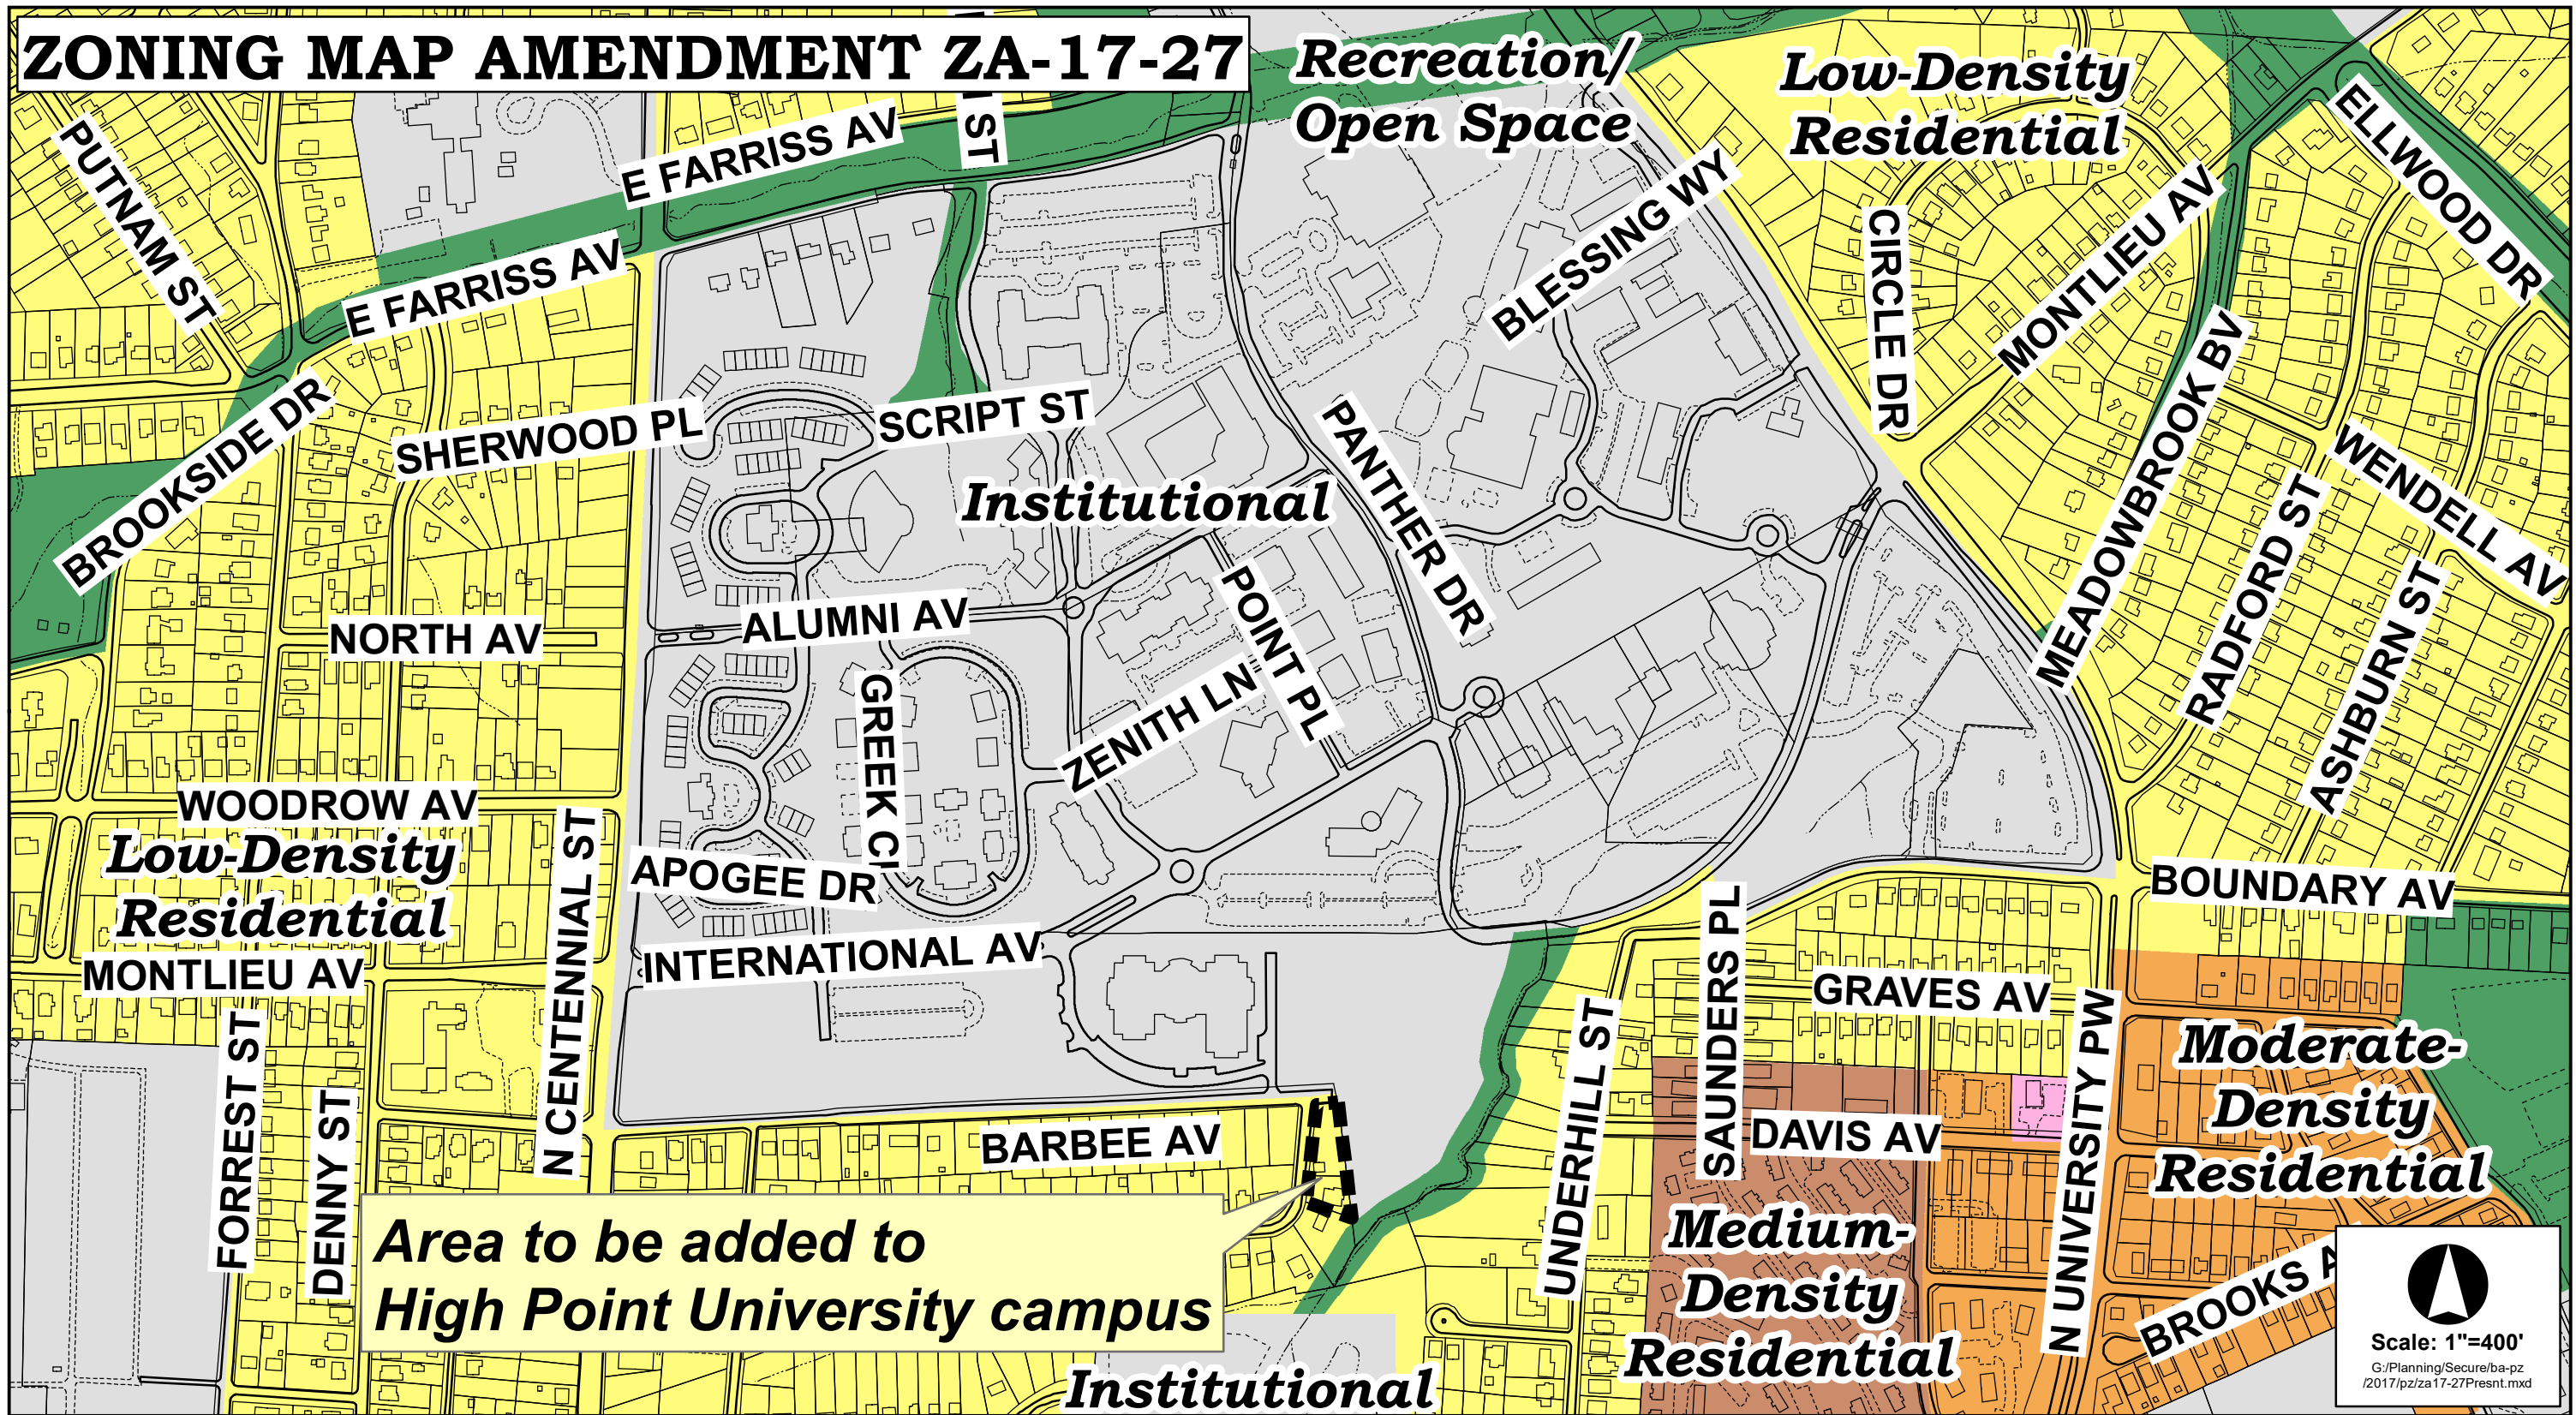 ZONING MAP AMENDMENT ZA-17-27
Recreation/
Open Space
Low-Density
Residential
PUTNAM ST
E FARRISS AV
ST
ELLWOOD DR
BLESSING WY
CIRCLE DR
MONTLIEU AV
E FARRISS AV
BROOKSIDE DR
SHERWOOD PL
SCRIPT ST
PANTHER DR
MEADOWBROOK BV
WENDELL AV
RADFORD ST
ASHBURN ST
Institutional
NORTH AV
ALUMNI AV
POINT PL
GREEK CI
ZENITH LN
WOODROW AV
Low-Density
Residential
N CENTENNIAL ST
APOGEE DR
BOUNDARY AV
MONTLIEU AV
INTERNATIONAL AV
SAUNDERS PL
GRAVES AV
FORREST ST
DENNY ST
UNDERHILL ST
N UNIVERSITY PW
Moderate-
Density
Residential
BARBEE AV
DAVIS AV
Area to be added to
High Point University campus
Medium-
Density
Residential
BROOKS
Institutional
Scale: 1"=400'
G:/Planning/Secure/ba-pz
/2017/pz/za17-27Presnt.mxd